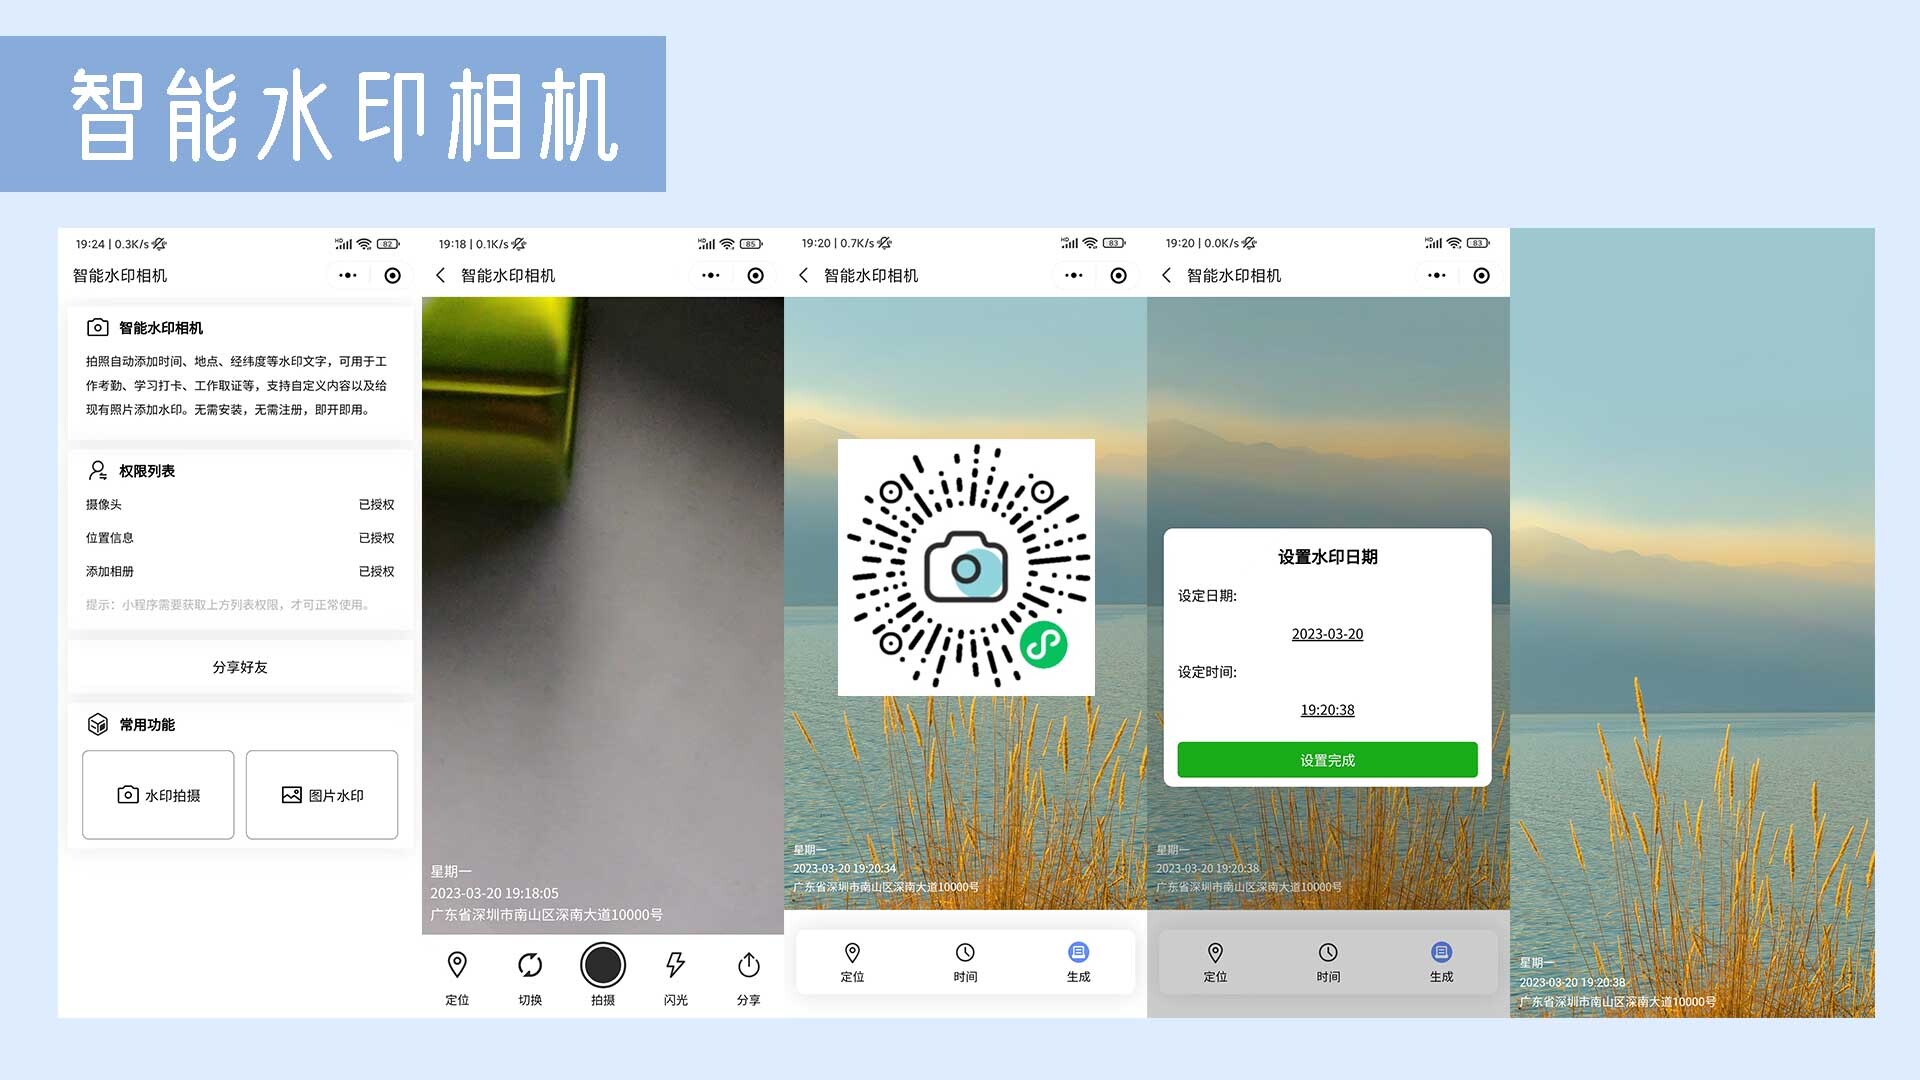 智能水印相机
19:24 | 0.3K/s
82
智能水印相机
智能水印相机
拍照自动添加时间、地点、经纬度等水印文字，可用于工
作考勤、学习打卡、工作取证等，支持自定义内容以及给
现有照片添加水印。无需安装，无需注册，即开即用。
权限列表
摄像头 已授权
位置信息 已授权
添加相册 已授权
提示：小程序需要获取上方列表权限，才可正常使用。
分享好友
常用功能
水印拍摄
图片水印
19:18 | 0.1K/s
85
智能水印相机
星期一
2023-03-20 19:18:05
广东省深圳市南山区深南大道10000号
定位
切换
拍摄
闪光
分享
19:20 | 0.7K/s
83
智能水印相机
星期一
2023-03-20 19:20:34
广东省深圳市南山区深南大道10000号
定位
时间
生成
19:20 | 0.0K/s
83
智能水印相机
设置水印日期
设定日期:
2023-03-20
设定时间:
19:20:38
设置完成
星期一
2023-03-20 19:20:38
广东省深圳市南山区深南大道10000号
定位
时间
生成
星期一
2023-03-20 19:20:38
广东省深圳市南山区深南大道10000号